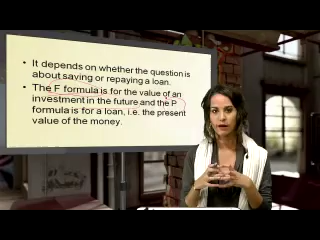 • It depends on whether the question is
about saving or repaying a loan.
• The F formula is for the value of an
investment in the future and the P
formula is for a loan, i.e. the present
value of the money.